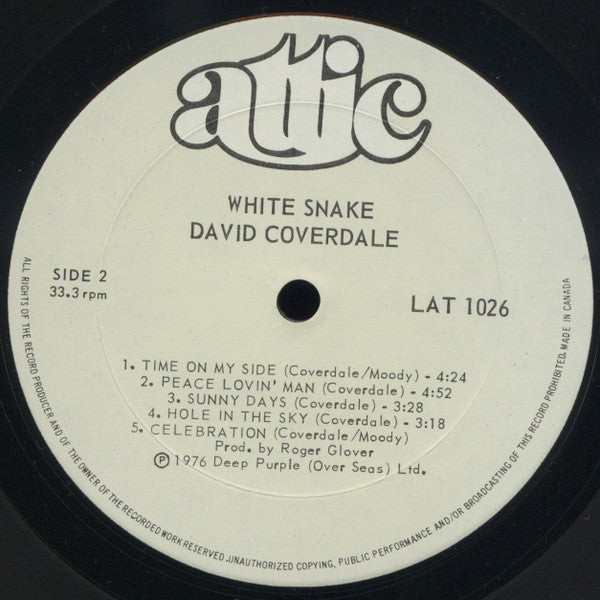 attic
WHITE SNAKE
DAVID COVERDALE
SIDE 2
33.3 rpm
LAT 1026
1. TIME ON MY SIDE (Coverdale/Moody) - 4:24
2. PEACE LOVIN' MAN (Coverdale) - 4:52
3. SUNNY DAYS (Coverdale) - 3:28
4. HOLE IN THE SKY (Coverdale) - 3:18
5. CELEBRATION (Coverdale/Moody)
Prod. by Roger Glover
Ⓟ 1976 Deep Purple (Over Seas) Ltd.
ALL RIGHTS OF THE RECORD PRODUCER AND OF THE OWNER OF THE RECORDED WORK RESERVED. UNAUTHORIZED COPYING, PUBLIC PERFORMANCE AND/OR BROADCASTING OF THIS RECORD PROHIBITED. MADE IN CANADA